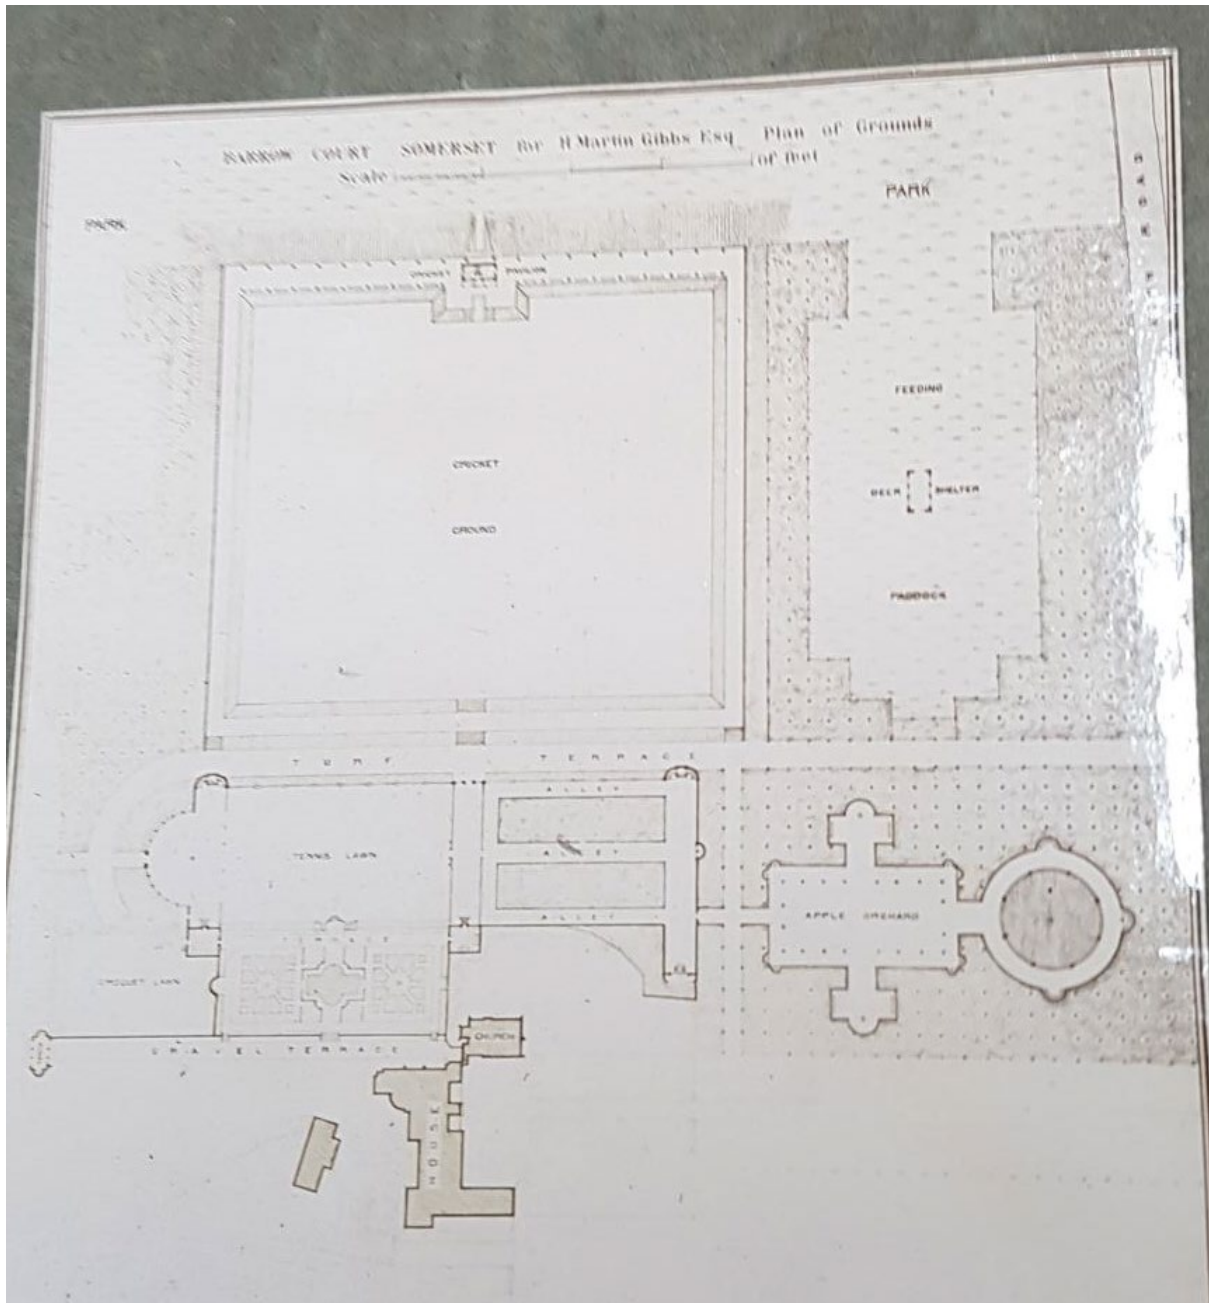 BARROW COURT SOMERSET for H Martin Gibbs Esq Plan of Grounds
Scale of feet
PARK
PARK
CRICKET PAVILION
FEEDING
CRICKET
DEER SHELTER
GROUND
PADDOCK
TURF TERRACE
ALLEY
TENNIS LAWN
ALLEY
APPLE ORCHARD
ALLEY
CROQUET LAWN
CHURCH
GRAVEL TERRACE
HOUSE